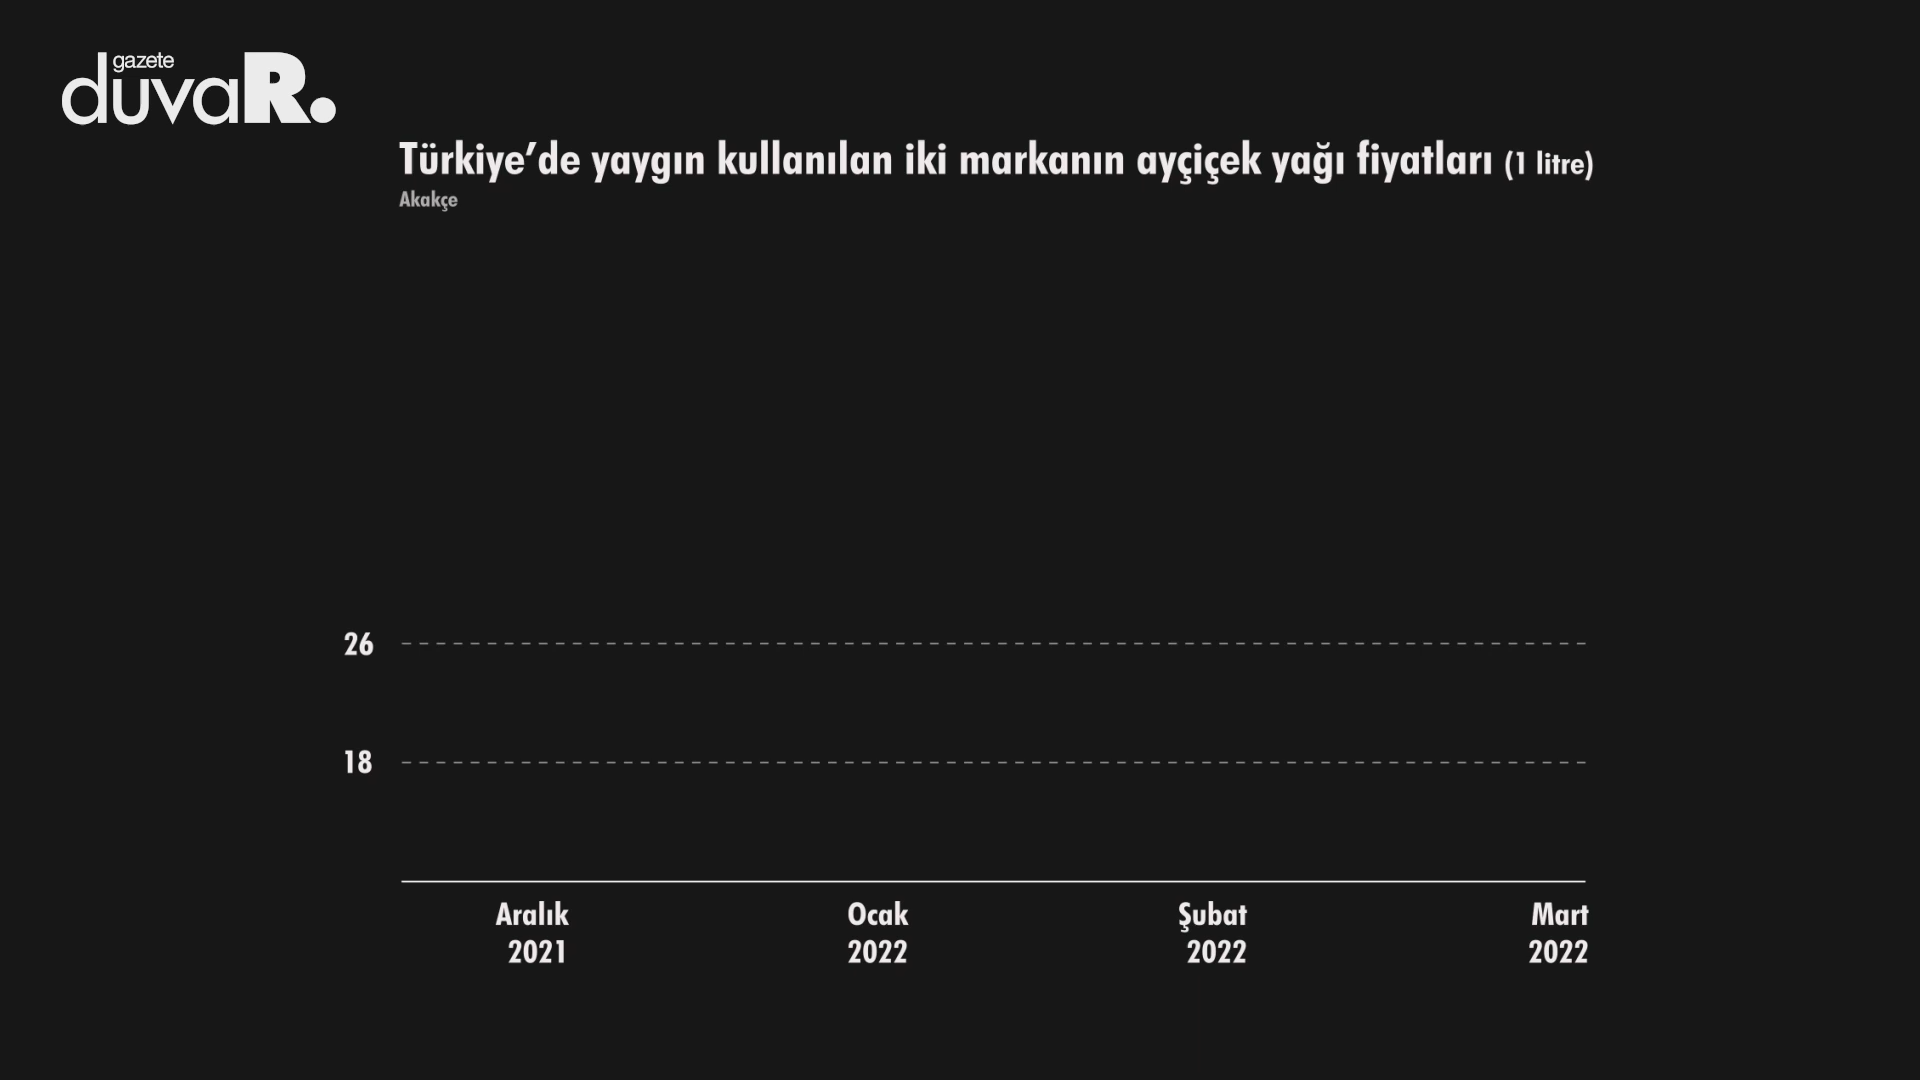 gazete
duvaR.
Türkiye’de yaygın kullanılan iki markanın ayçiçek yağı fiyatları (1 litre)
Akakçe
26
18
Aralık
2021
Ocak
2022
Şubat
2022
Mart
2022